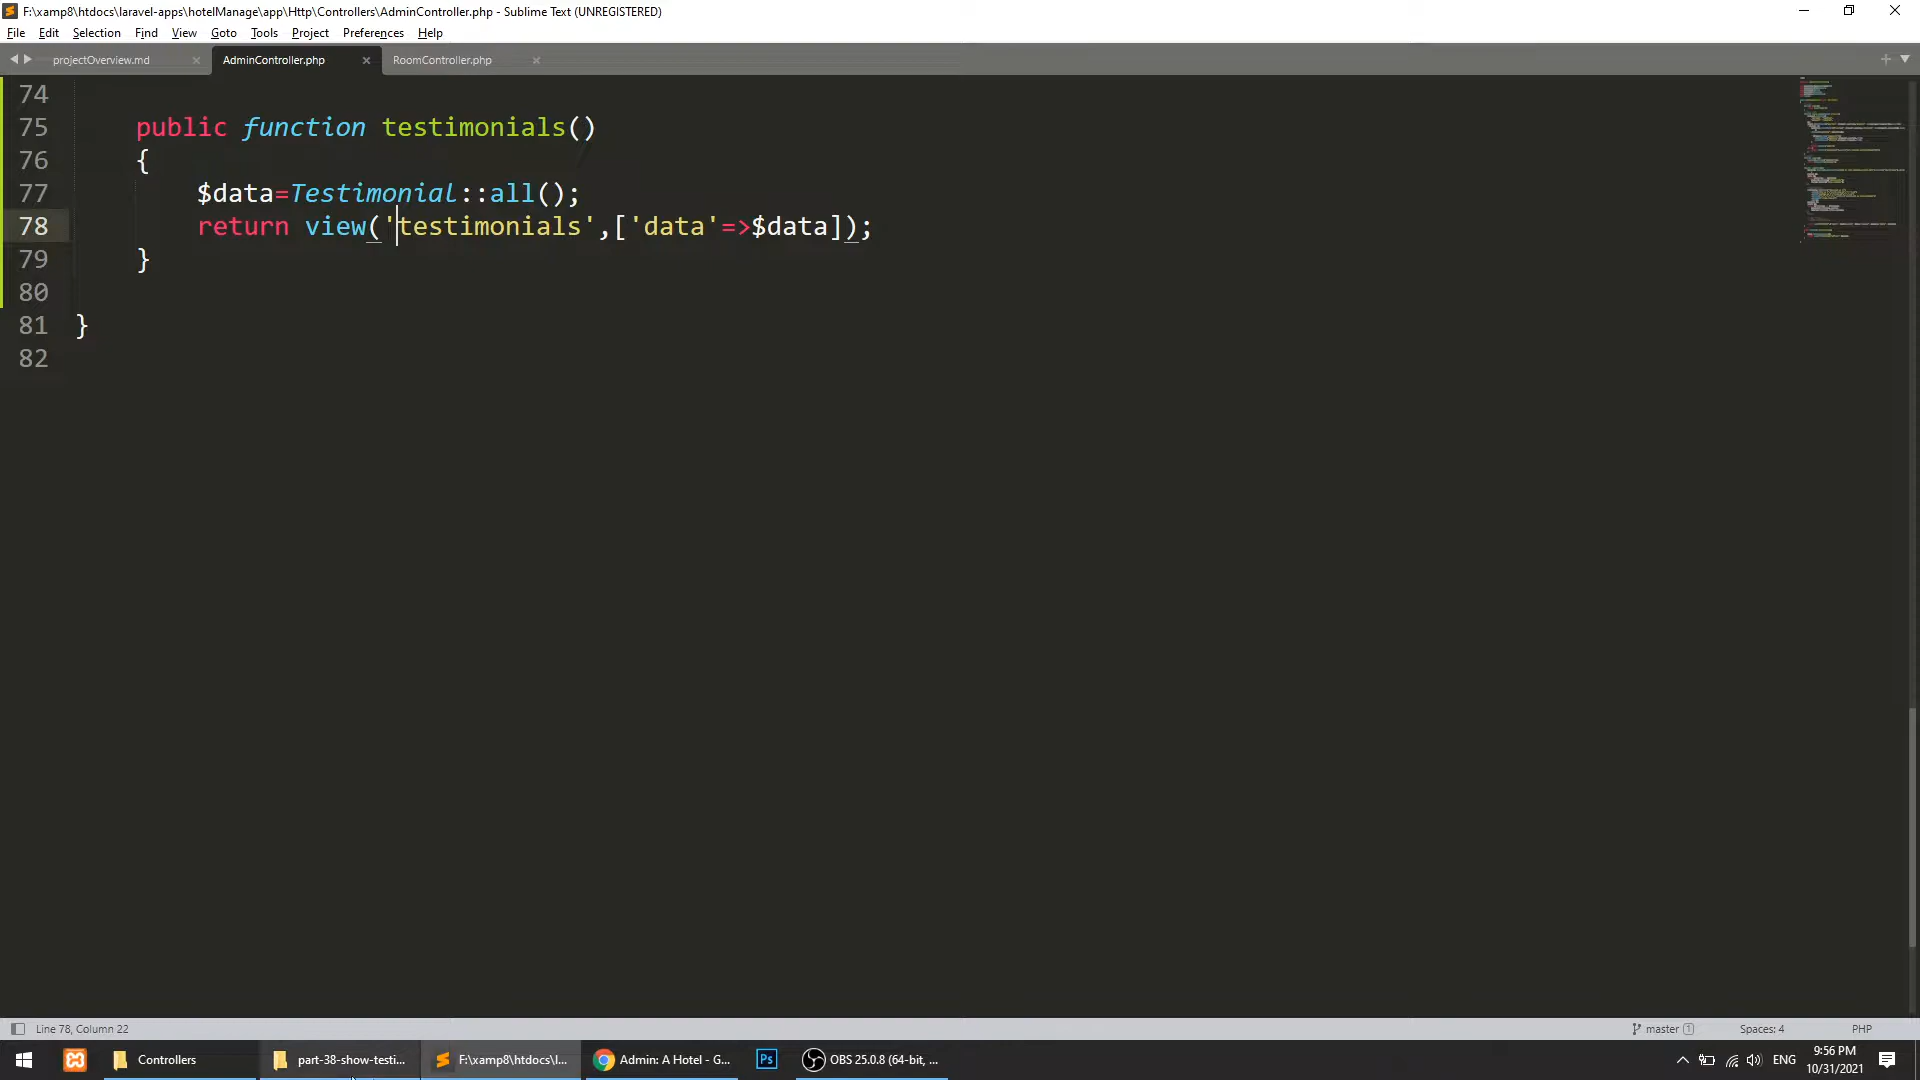 F:\xamp8\htdocs\laravel-apps\hotelManage\app\Http\Controllers\AdminController.php - Sublime Text (UNREGISTERED)
File Edit Selection Find View Goto Tools Project Preferences Help
projectOverview.md AdminController.php RoomController.php
74
75 public function testimonials()
76 {
77 $data=Testimonial::all();
78 return view('testimonials',['data'=>$data]);
79 }
80
81 }
82
Line 78, Column 22 master 1 Spaces: 4 PHP
Controllers part-38-show-testi... F:\xamp8\htdocs\l... Admin: A Hotel - G... Ps OBS 25.0.8 (64-bit, ... ENG 9:56 PM
10/31/2021